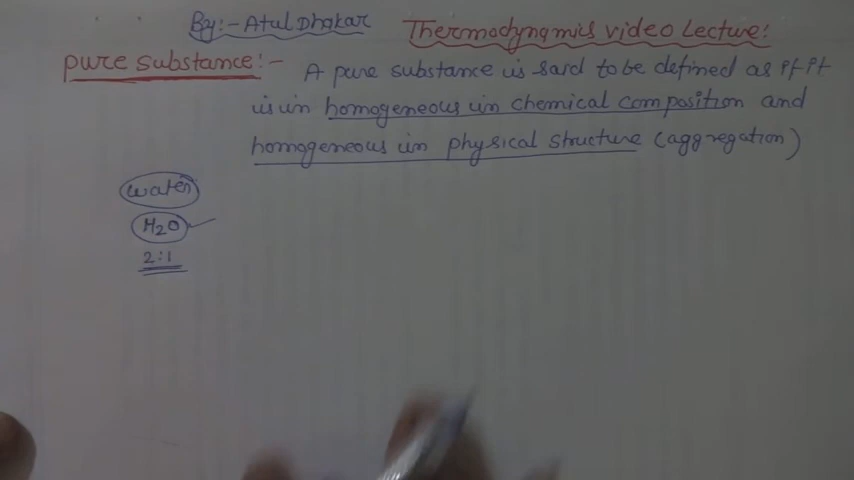 By:- Atul Dhakar
Thermodynamics video Lecture:
pure substance:- A pure substance is said to be defined as if it
is in homogeneous in chemical composition and
homogeneous in physical structure (aggregation)
water
H2O
2:1